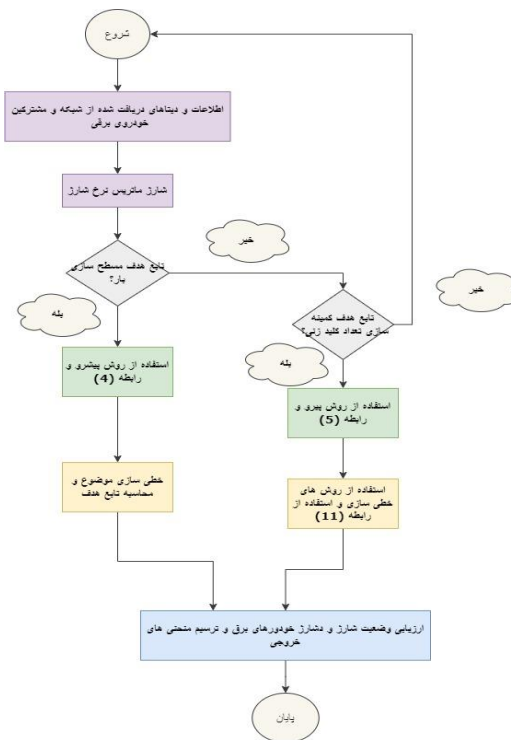 شروع
اطلاعات و دیتاهای دریافت شده از شبکه و مشترکین
خودروی برقی
شارژ ماتریس نرخ شارژ
تابع هدف مسطح سازی
بار؟
خیر
خیر
بله
تابع هدف کمینه
سازی تعداد کلید زنی؟
بله
استفاده از روش پیشرو و
رابطه (4)
استفاده از روش پیرو و
رابطه (5)
خطی سازی موضوع و
محاسبه تابع هدف
استفاده از روش های
خطی سازی و استفاده از
رابطه (11)
ارزیابی وضعیت شارژ و دشارژ خودورهای برق و ترسیم منحنی های
خروجی
پایان